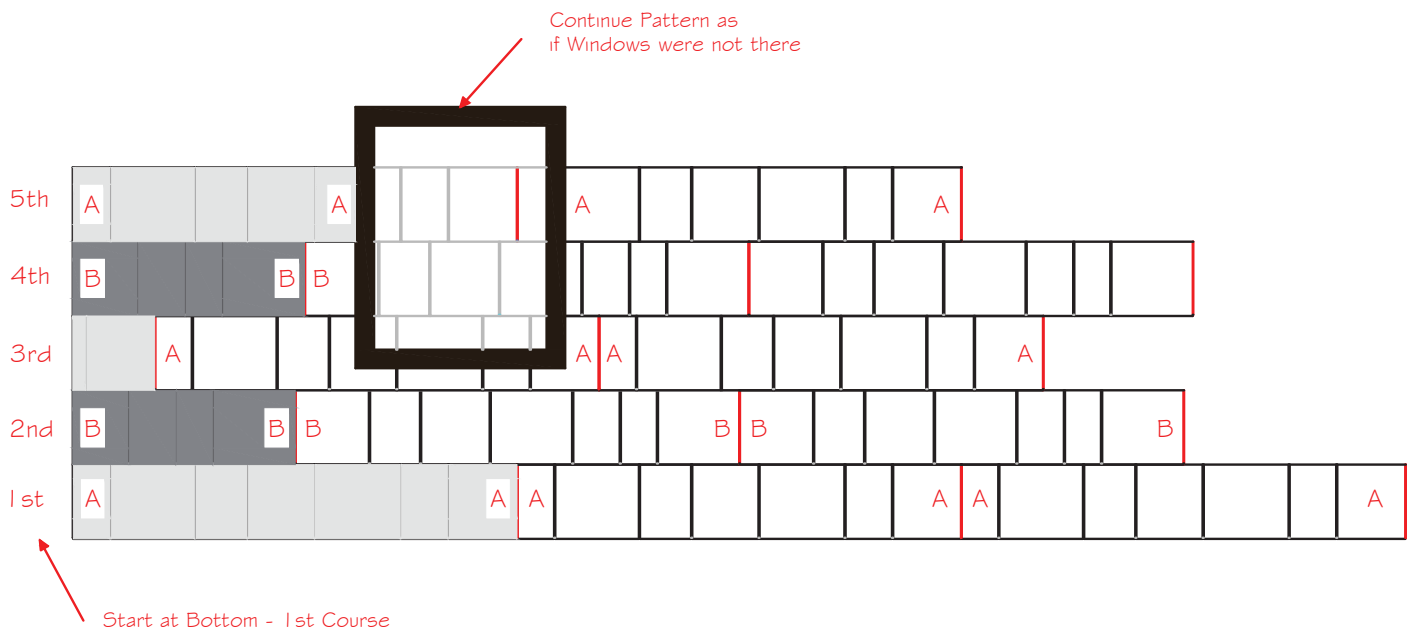 Continue Pattern as
if Windows were not there
5th A A A A
4th B B B
3rd A A A A
2nd B B B B B B
1st A A A A A A
Start at Bottom - 1st Course